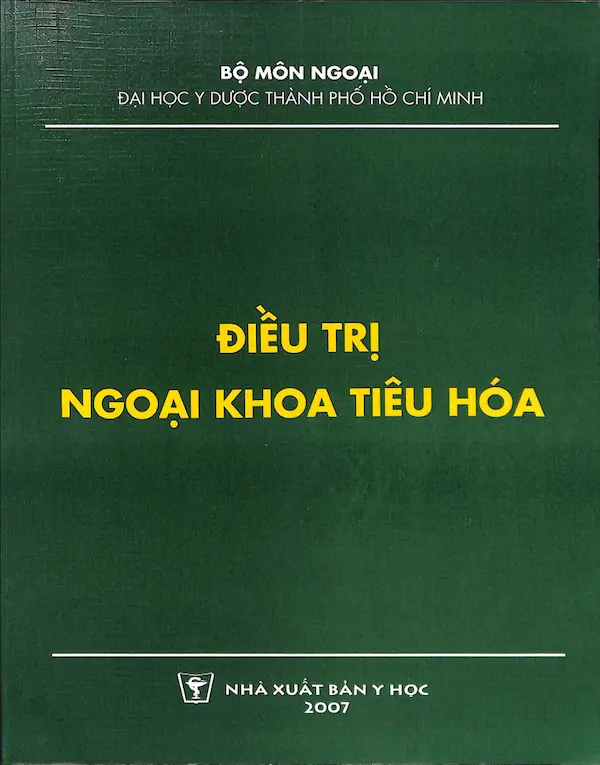 BỘ MÔN NGOẠI
ĐẠI HỌC Y DƯỢC THÀNH PHỐ HỒ CHÍ MINH
ĐIỀU TRỊ
NGOẠI KHOA TIÊU HÓA
NHÀ XUẤT BẢN Y HỌC
2007